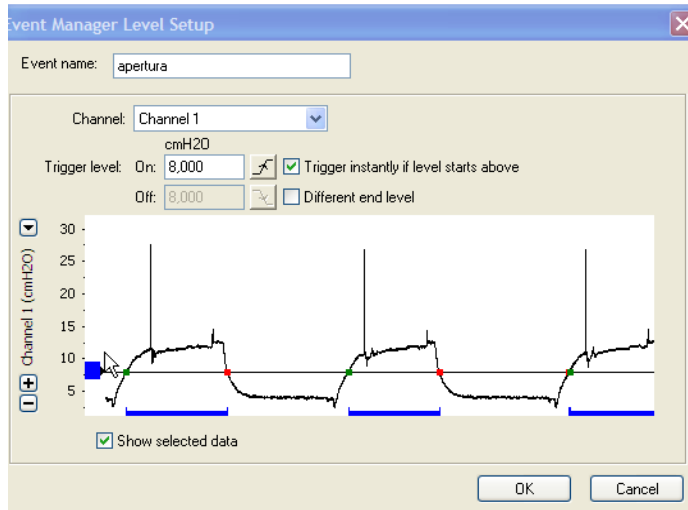 Event Manager Level Setup
Event name: apertura
Channel: Channel 1
cmH2O
Trigger level: On: 8,000 Trigger instantly if level starts above
Off: 8,000 Different end level
30
25
20
15
10
5
Channel 1 (cmH2O)
Show selected data
OK Cancel